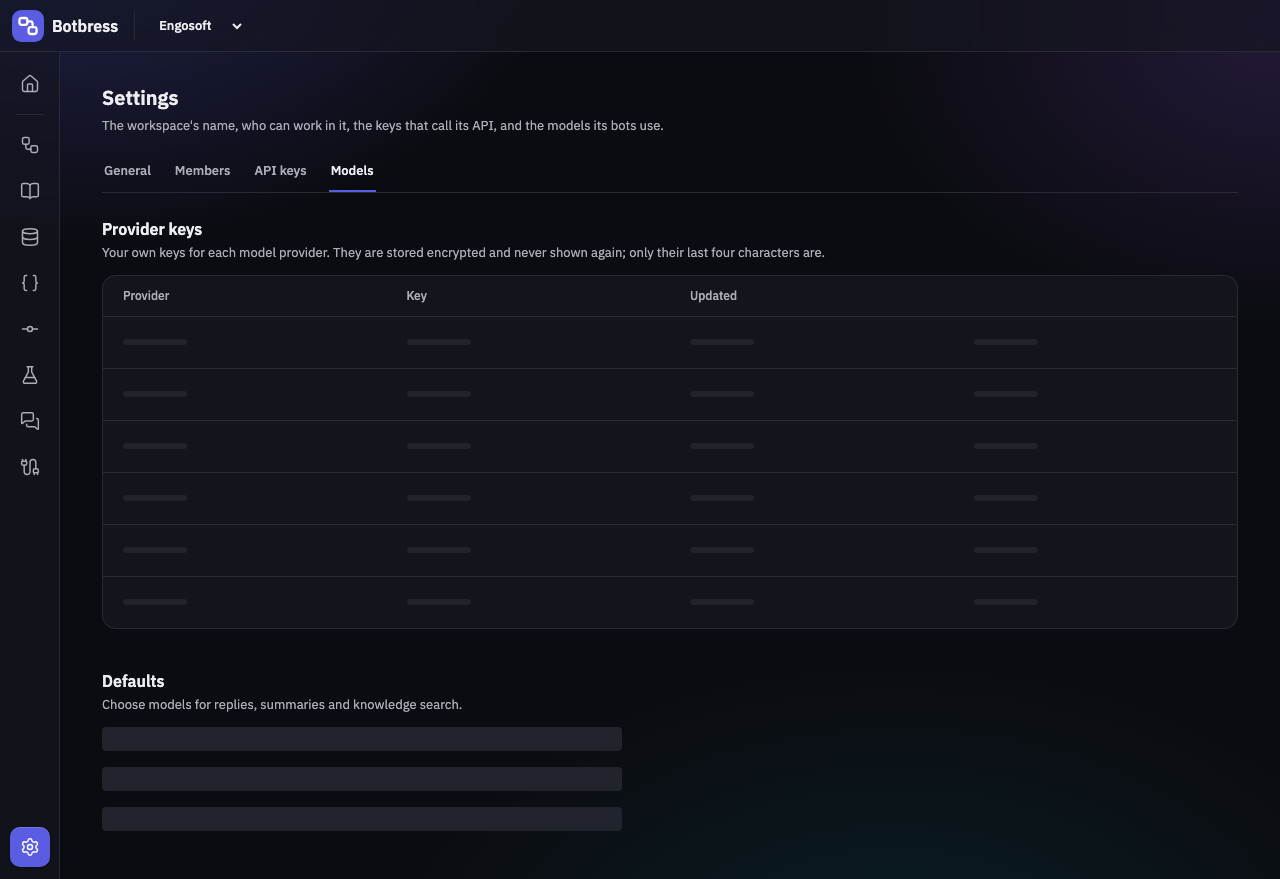 Botbress
Engosoft
Settings
The workspace's name, who can work in it, the keys that call its API, and the models its bots use.
General Members API keys Models
Provider keys
Your own keys for each model provider. They are stored encrypted and never shown again; only their last four characters are.
Provider Key Updated
Defaults
Choose models for replies, summaries and knowledge search.